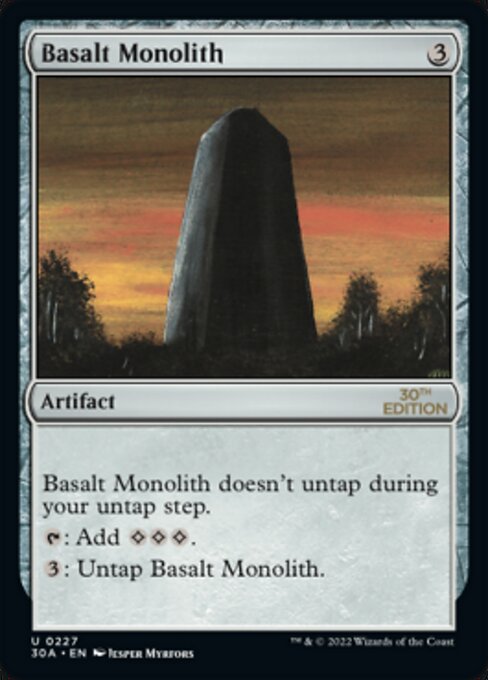 Basalt Monolith 3
Artifact
30TH
EDITION
Basalt Monolith doesn't untap during
your untap step.
: Add ◇◇◇.
3: Untap Basalt Monolith.
U 0227
30A • EN Jesper Myrfors
™ & © 2022 Wizards of the Coast